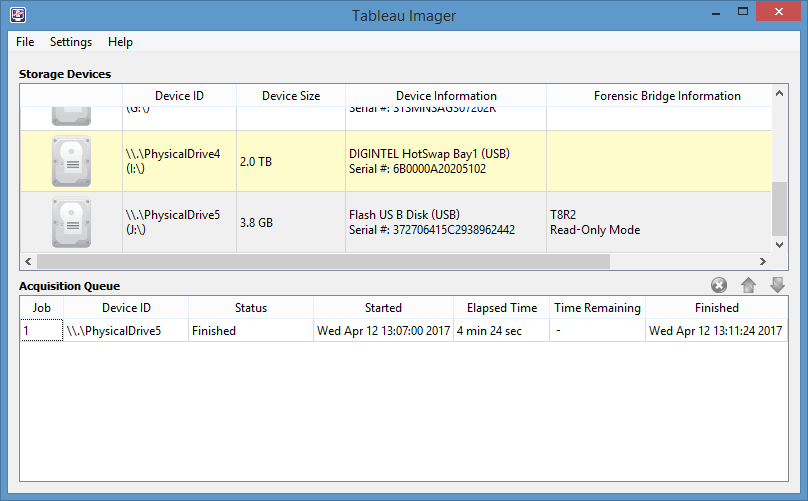 Tableau Imager
File Settings Help
Storage Devices
Device ID Device Size Device Information Forensic Bridge Information
(G:\) Serial #: 31SMNSAG307202R
\\.\PhysicalDrive4 2.0 TB DIGINTEL HotSwap Bay1 (USB)
(I:\) Serial #: 6B0000A20205102
\\.\PhysicalDrive5 3.8 GB Flash US B Disk (USB) T8R2
(J:\) Serial #: 372706415C2938962442 Read-Only Mode
Acquisition Queue
Job Device ID Status Started Elapsed Time Time Remaining Finished
1 \\.\PhysicalDrive5 Finished Wed Apr 12 13:07:00 2017 4 min 24 sec - Wed Apr 12 13:11:24 2017